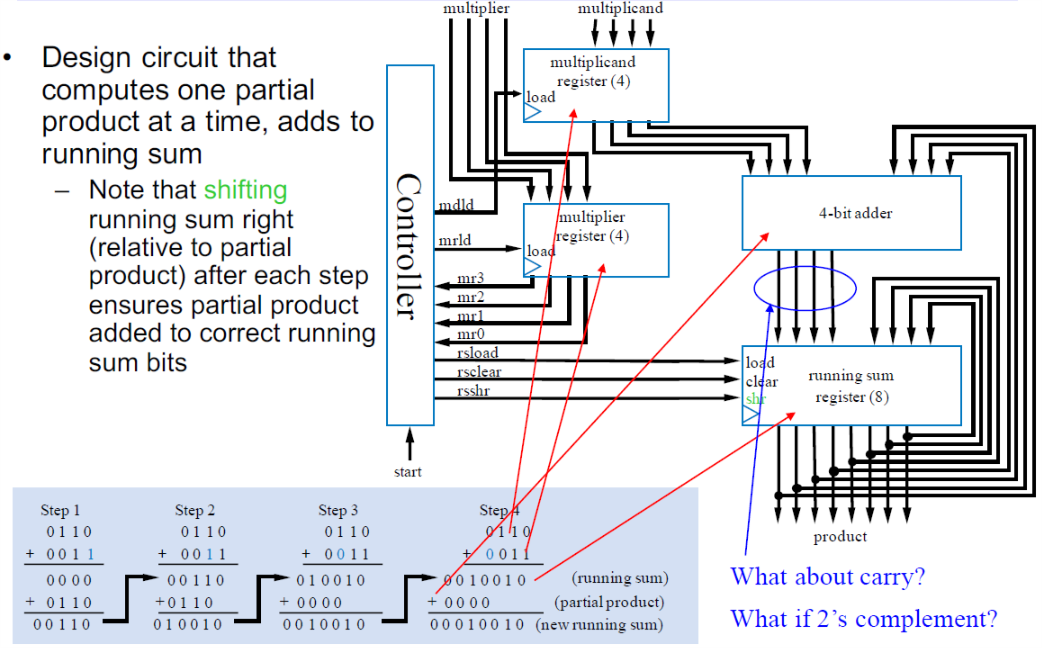 multiplier
multiplicand
• Design circuit that
computes one partial
product at a time, adds to
running sum
– Note that shifting
running sum right
(relative to partial
product) after each step
ensures partial product
added to correct running
sum bits
Controller
multiplicand
register (4)
load
mdld
mrld
multiplier
register (4)
load
mr3
mr2
mr1
mr0
rsload
rsclear
rsshr
start
4-bit adder
load
clear
shr
running sum
register (8)
product
Step 1
0110
+ 0011
0000
+ 0110
00110
Step 2
0110
+ 0011
00110
+0110
010010
Step 3
0110
+ 0011
010010
+ 0000
0010010
Step 4
0110
+ 0011
0010010 (running sum)
+ 0000 (partial product)
00010010 (new running sum)
What about carry?
What if 2's complement?